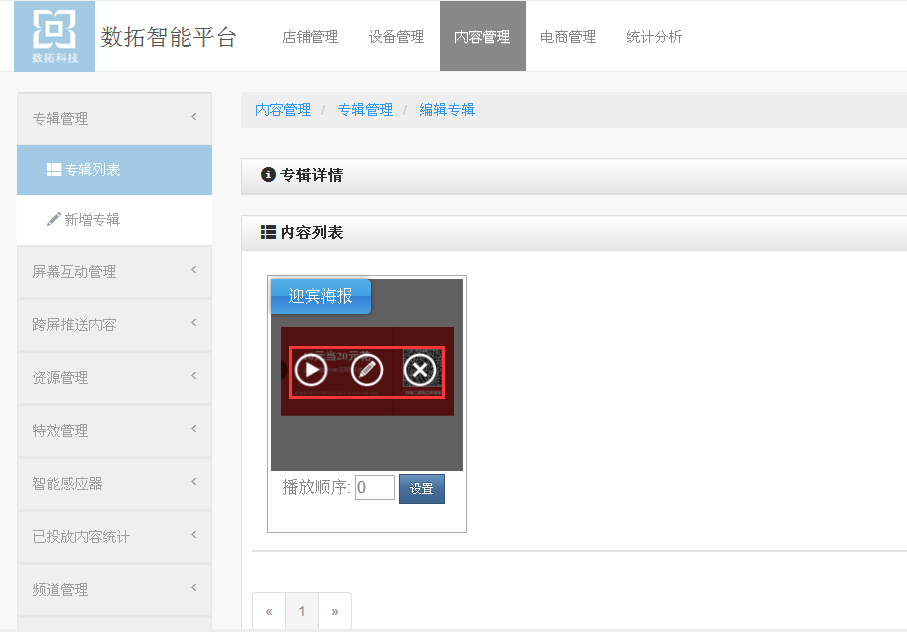 数拓科技
数拓智能平台
店铺管理
设备管理
内容管理
电商管理
统计分析
专辑管理
专辑列表
新增专辑
屏幕互动管理
跨屏推送内容
资源管理
特效管理
智能感应器
已投放内容统计
频道管理
内容管理 / 专辑管理 / 编辑专辑
专辑详情
内容列表
迎宾海报
元当20元
播放顺序: 0 设置
« 1 »